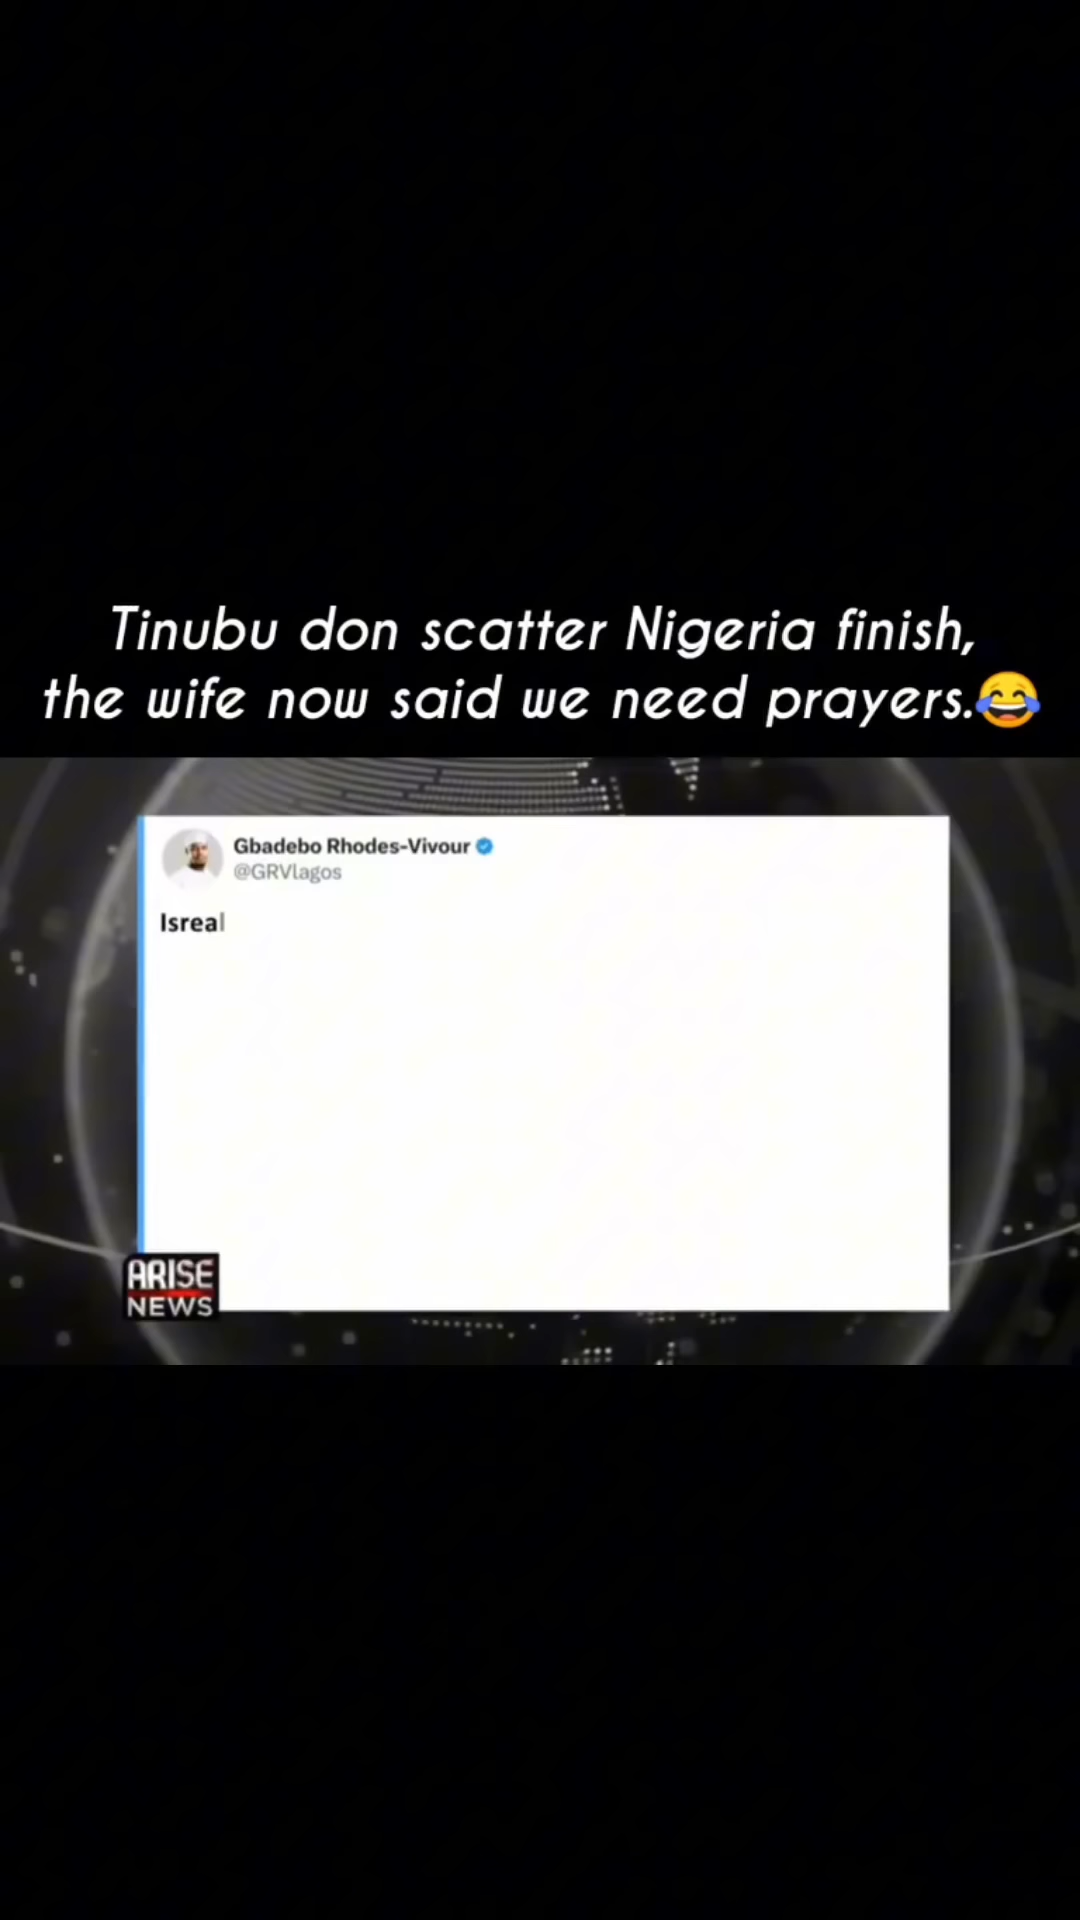 Tinubu don scatter Nigeria finish,
the wife now said we need prayers.😂
Gbadebo Rhodes-Vivour
@GRVlagos
Isreal
ARISE
NEWS